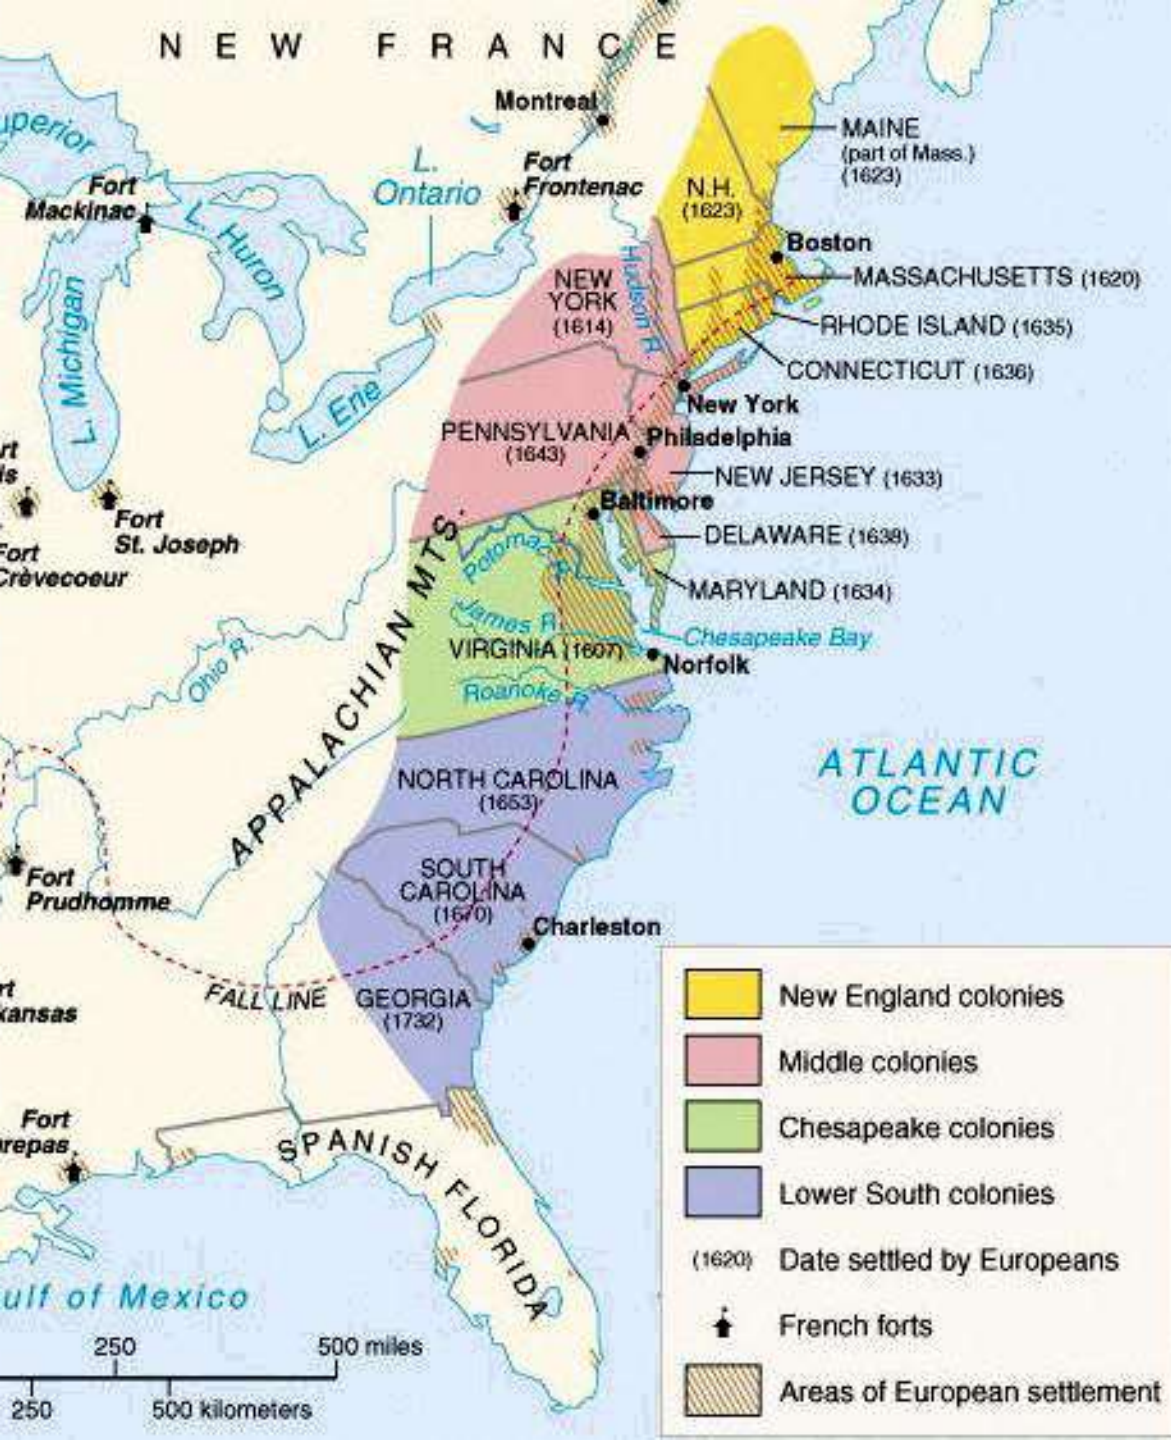 NEW FRANCE
Montreal
L.
Ontario
Fort
Frontenac
Fort
Mackinac
L. Huron
L. Michigan
L. Erie
Hudson R.
MAINE
(part of Mass.)
(1623)
N.H.
(1623)
Boston
MASSACHUSETTS (1620)
RHODE ISLAND (1635)
CONNECTICUT (1636)
NEW
YORK
(1614)
New York
PENNSYLVANIA
(1643)
Philadelphia
NEW JERSEY (1633)
Baltimore
DELAWARE (1638)
MARYLAND (1634)
Fort
St. Joseph
Fort
Crèvecoeur
Potomac R.
James R.
Chesapeake Bay
VIRGINIA (1607)
Norfolk
Roanoke R.
Ohio R.
APPALACHIAN MTS.
ATLANTIC
OCEAN
NORTH CAROLINA
(1653)
SOUTH
CAROLINA
(1670)
Charleston
Fort
Prudhomme
FALL LINE
GEORGIA
(1732)
Fort
SPANISH FLORIDA
of Mexico
250
500 miles
250
500 kilometers
New England colonies
Middle colonies
Chesapeake colonies
Lower South colonies
(1620) Date settled by Europeans
French forts
Areas of European settlement